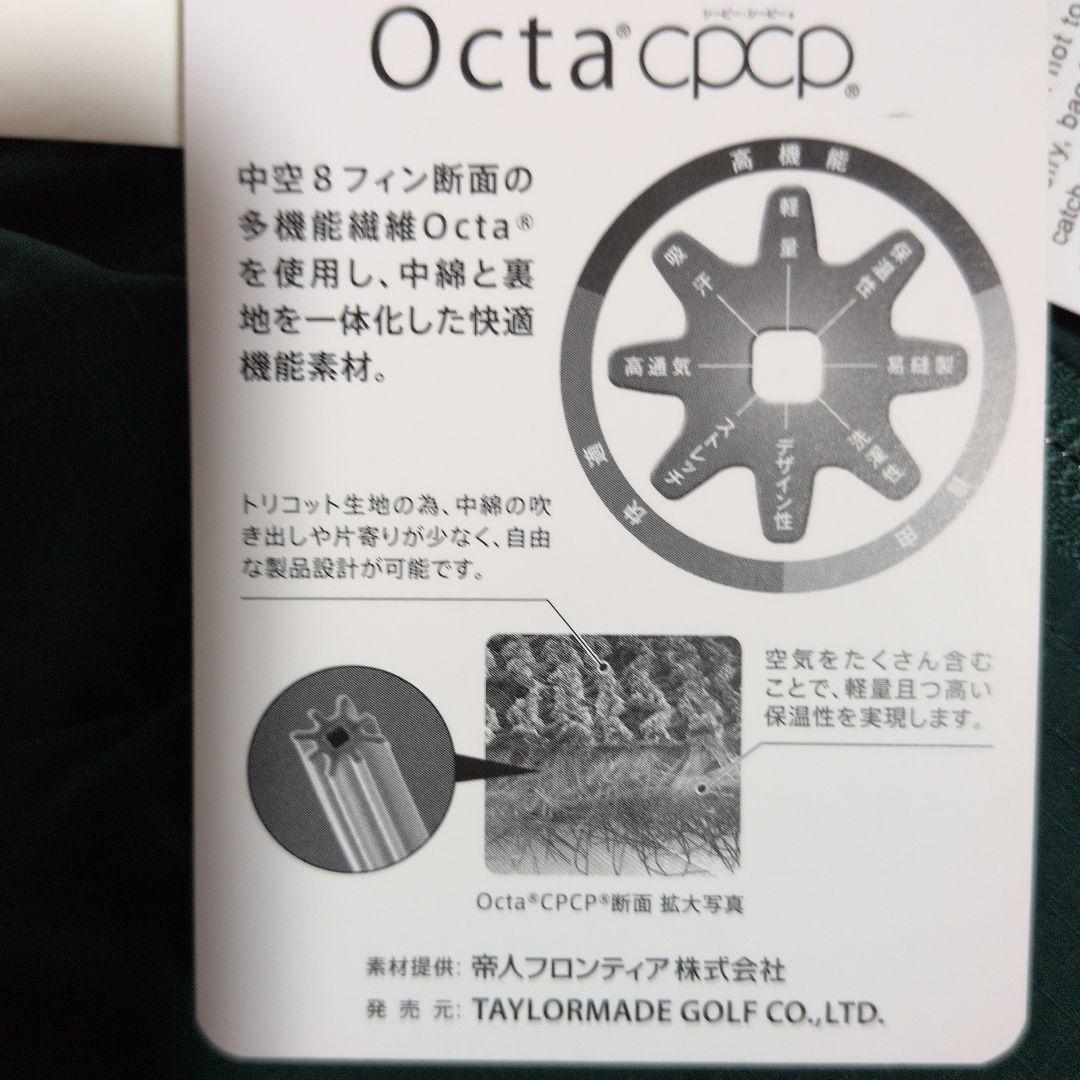 シーピー・シーピー®
Octa®CPCP®
中空8フィン断面の
多機能繊維Octa®
を使用し、中綿と裏
地を一体化した快適
機能素材。
高機能
軽量
保温性
易縫製
デザイン性
ストレッチ
高通気
吸汗
トリコット生地の為、中綿の吹
き出しや片寄りが少なく、自由
な製品設計が可能です。
空気をたくさん含む
ことで、軽量且つ高い
保温性を実現します。
Octa®CPCP®断面 拡大写真
素材提供: 帝人フロンティア株式会社
発売元: TAYLORMADE GOLF CO.,LTD.
not to
bag
catch